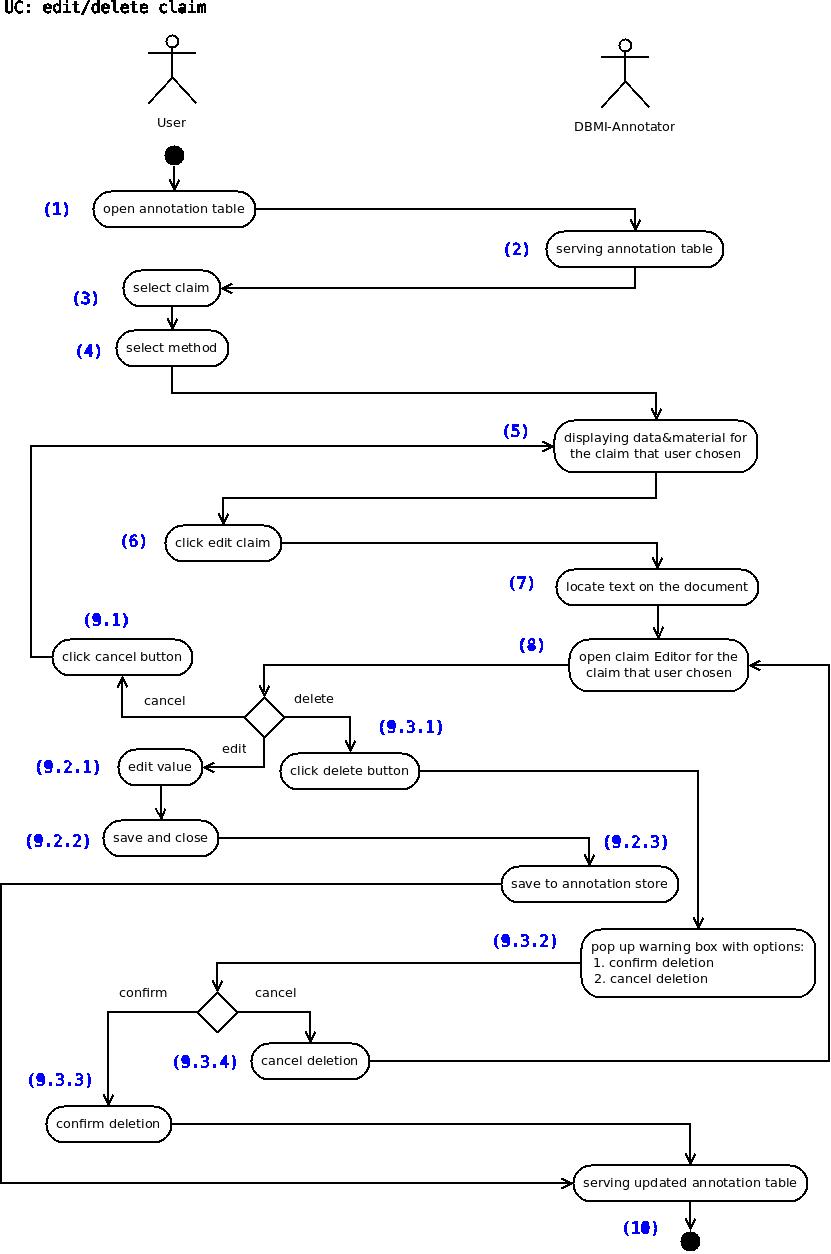 UC: edit/delete claim
User
DBMI-Annotator
(1)
open annotation table
(2)
serving annotation table
(3)
select claim
(4)
select method
(5)
displaying data&material for
the claim that user chosen
(6)
click edit claim
(7)
locate text on the document
(8)
open claim Editor for the
claim that user chosen
(9.1)
click cancel button
cancel
delete
edit
(9.3.1)
click delete button
(9.2.1)
edit value
(9.2.2)
save and close
(9.2.3)
save to annotation store
(9.3.2)
pop up warning box with options:
1. confirm deletion
2. cancel deletion
confirm
cancel
(9.3.4)
cancel deletion
(9.3.3)
confirm deletion
serving updated annotation table
(10)